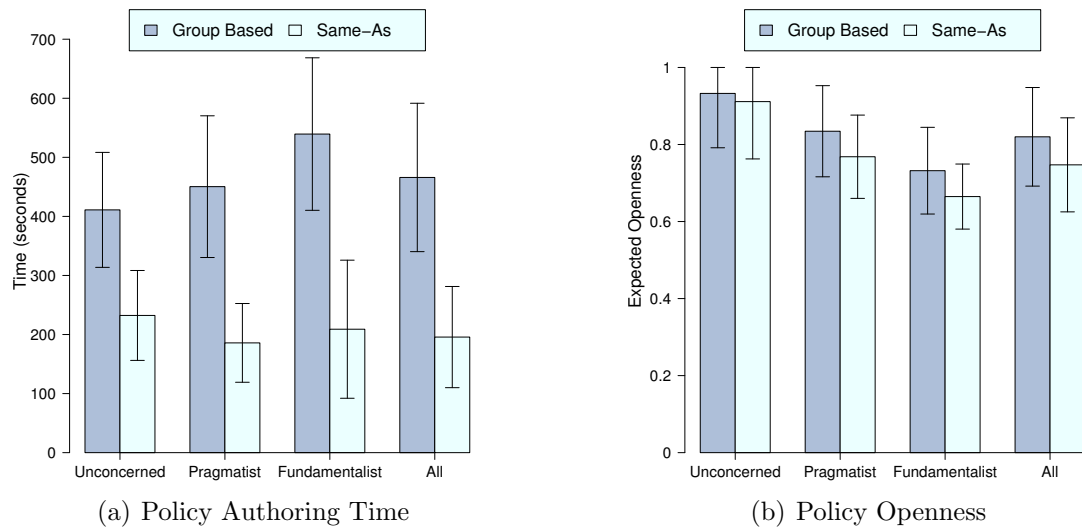 Group Based Same−As
700
600
500
400
300
200
100
0
Time (seconds)
Unconcerned Pragmatist Fundamentalist All
(a) Policy Authoring Time
Group Based Same−As
1
0.8
0.6
0.4
0.2
0
Expected Openness
Unconcerned Pragmatist Fundamentalist All
(b) Policy Openness